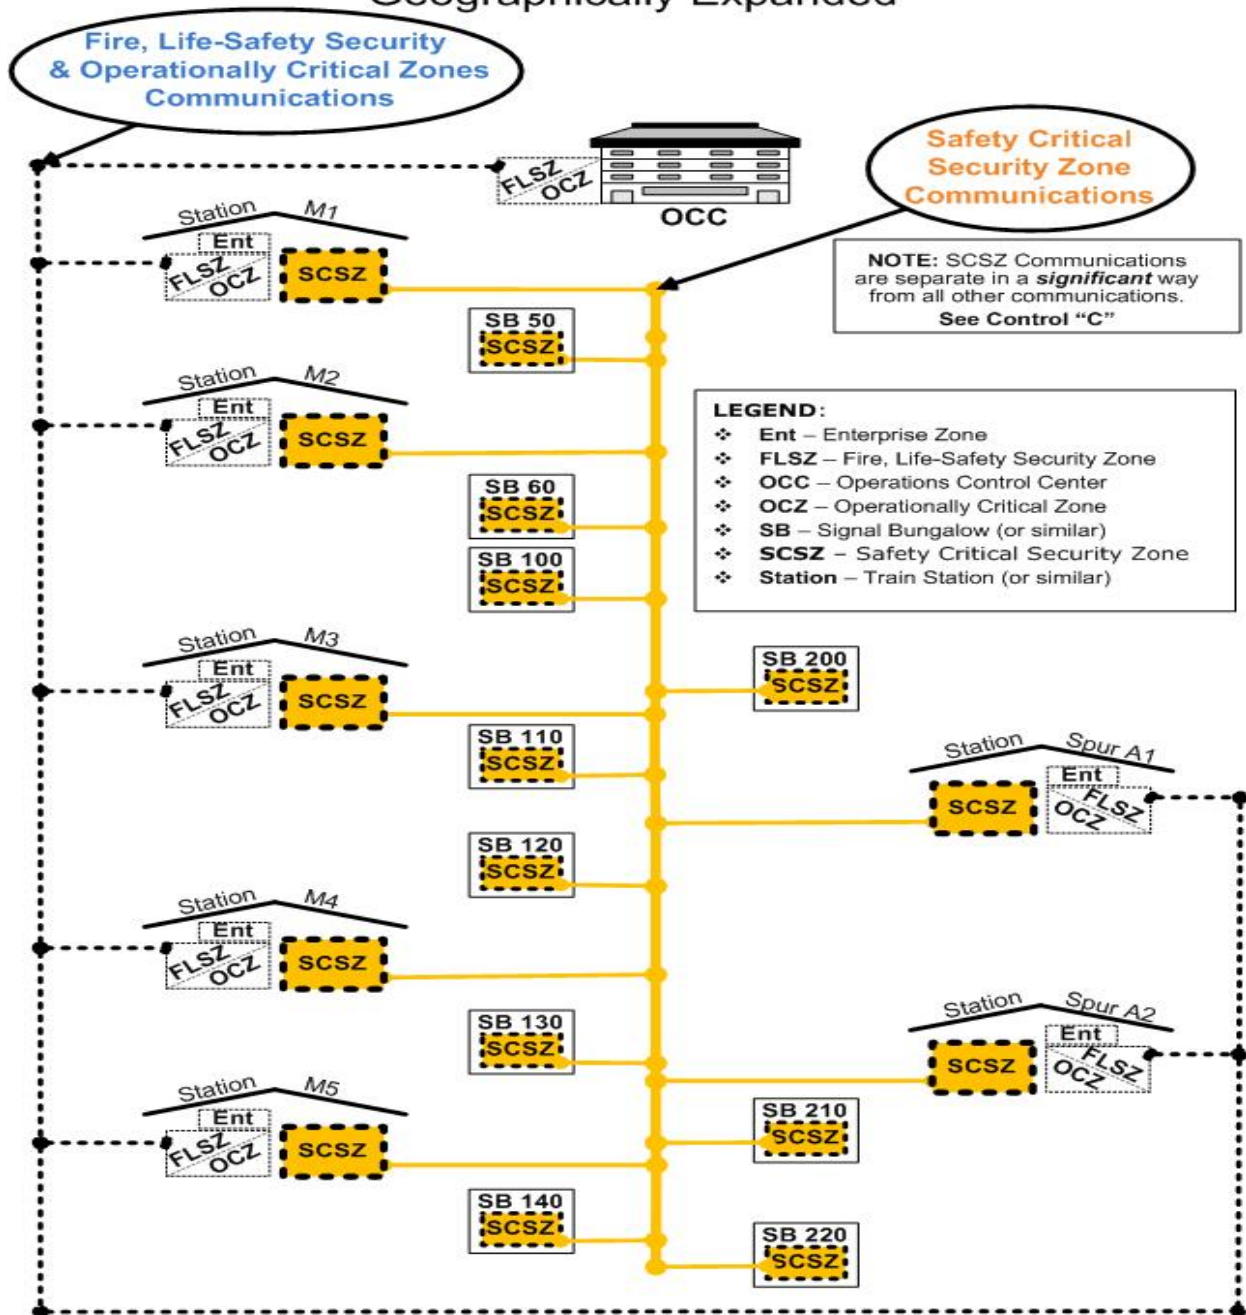 Geographically Expanded
Fire, Life-Safety Security
& Operationally Critical Zones
Communications
FLSZ
OCZ
OCC
Safety Critical
Security Zone
Communications
NOTE: SCSZ Communications
are separate in a significant way
from all other communications.
See Control “C”
Station M1
Ent
FLSZ
OCZ
SCSZ
SB 50
SCSZ
Station M2
Ent
FLSZ
OCZ
SCSZ
LEGEND:
❖ Ent – Enterprise Zone
❖ FLSZ – Fire, Life-Safety Security Zone
❖ OCC – Operations Control Center
❖ OCZ – Operationally Critical Zone
❖ SB – Signal Bungalow (or similar)
❖ SCSZ – Safety Critical Security Zone
❖ Station – Train Station (or similar)
SB 60
SCSZ
SB 100
SCSZ
Station M3
Ent
FLSZ
OCZ
SCSZ
SB 200
SCSZ
SB 110
SCSZ
Station Spur A1
Ent
SCSZ
FLSZ
OCZ
SB 120
SCSZ
Station M4
Ent
FLSZ
OCZ
SCSZ
SB 130
SCSZ
Station Spur A2
Ent
SCSZ
FLSZ
OCZ
Station M5
Ent
FLSZ
OCZ
SCSZ
SB 210
SCSZ
SB 140
SCSZ
SB 220
SCSZ